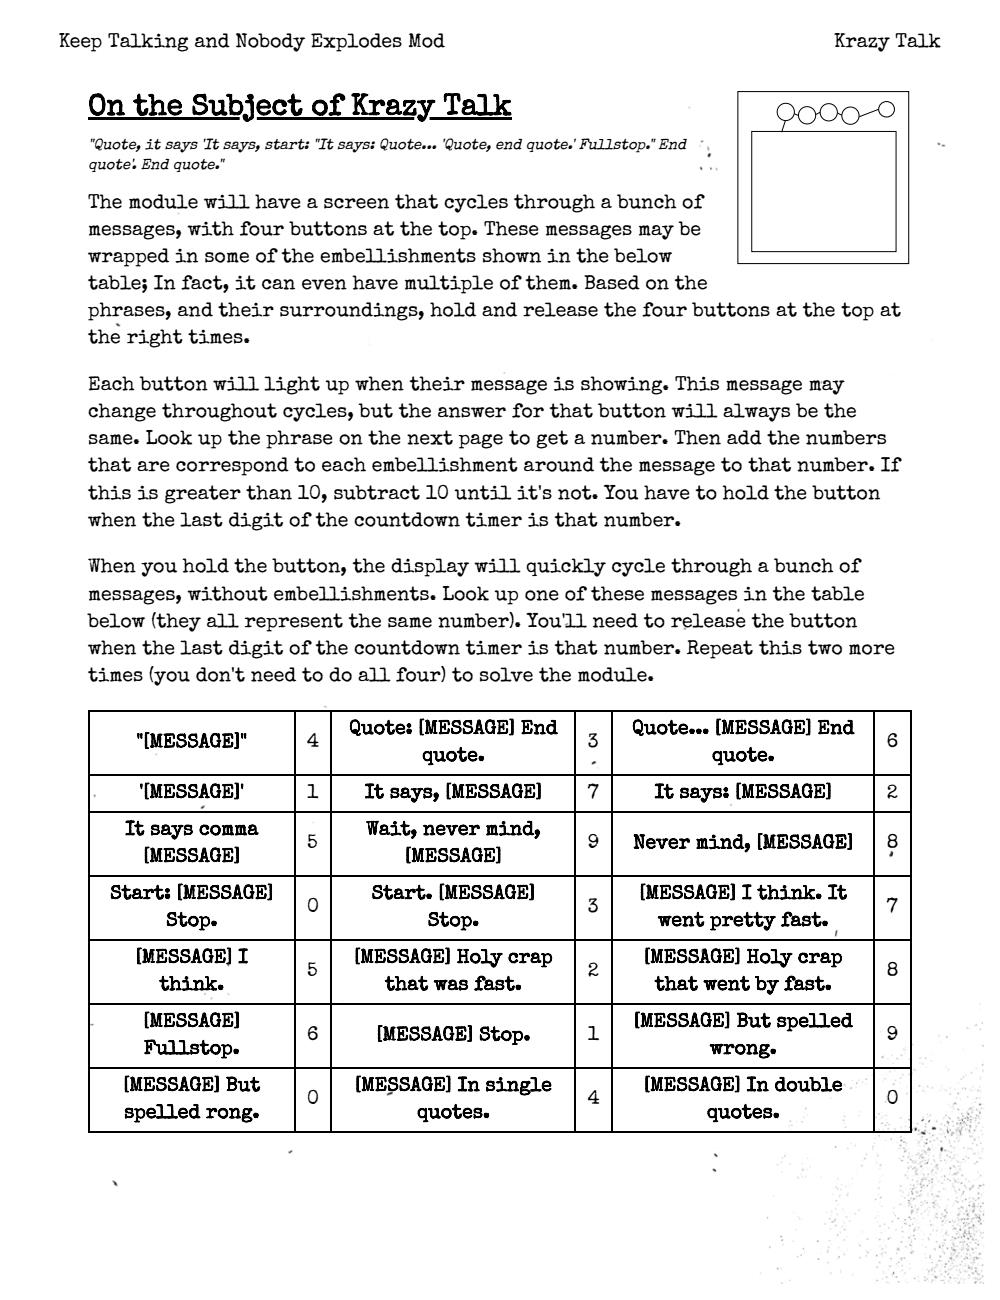 Keep Talking and Nobody Explodes Mod
Krazy Talk
On the Subject of Krazy Talk
"Quote, it says 'It says, start: "It says: Quote... 'Quote, end quote.' Fullstop." End
quote'. End quote."
The module will have a screen that cycles through a bunch of
messages, with four buttons at the top. These messages may be
wrapped in some of the embellishments shown in the below
table; In fact, it can even have multiple of them. Based on the
phrases, and their surroundings, hold and release the four buttons at the top at
the right times.
Each button will light up when their message is showing. This message may
change throughout cycles, but the answer for that button will always be the
same. Look up the phrase on the next page to get a number. Then add the numbers
that are correspond to each embellishment around the message to that number. If
this is greater than 10, subtract 10 until it's not. You have to hold the button
when the last digit of the countdown timer is that number.
When you hold the button, the display will quickly cycle through a bunch of
messages, without embellishments. Look up one of these messages in the table
below (they all represent the same number). You'll need to release the button
when the last digit of the countdown timer is that number. Repeat this two more
times (you don't need to do all four) to solve the module.
"[MESSAGE]" 4 Quote: [MESSAGE] End quote. 3 Quote... [MESSAGE] End quote. 6
'[MESSAGE]' 1 It says, [MESSAGE] 7 It says: [MESSAGE] 2
It says comma [MESSAGE] 5 Wait, never mind, [MESSAGE] 9 Never mind, [MESSAGE] 8
Start: [MESSAGE] Stop. 0 Start. [MESSAGE] Stop. 3 [MESSAGE] I think. It went pretty fast. 7
[MESSAGE] I think. 5 [MESSAGE] Holy crap that was fast. 2 [MESSAGE] Holy crap that went by fast. 8
[MESSAGE] Fullstop. 6 [MESSAGE] Stop. 1 [MESSAGE] But spelled wrong. 9
[MESSAGE] But spelled rong. 0 [MESSAGE] In single quotes. 4 [MESSAGE] In double quotes. 0